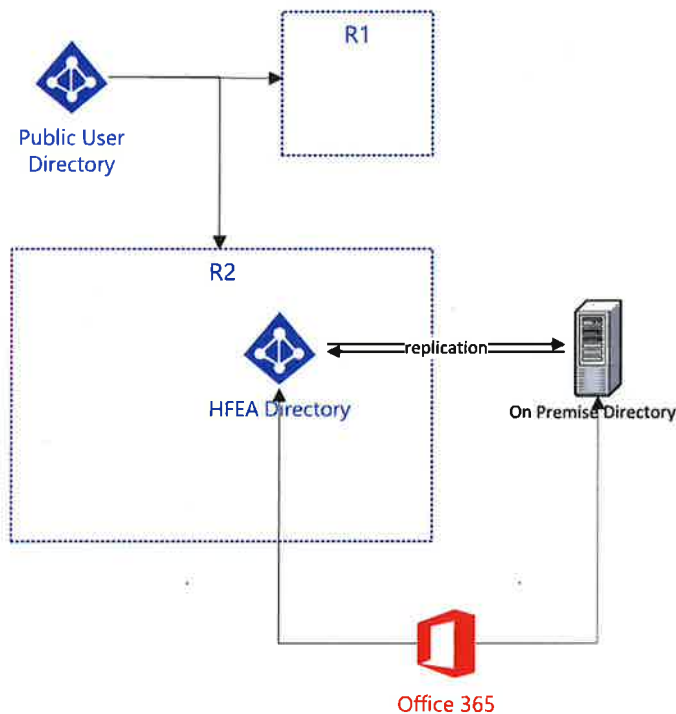 R1
Public User
Directory
R2
replication
HFEA Directory
On Premise Directory
Office 365